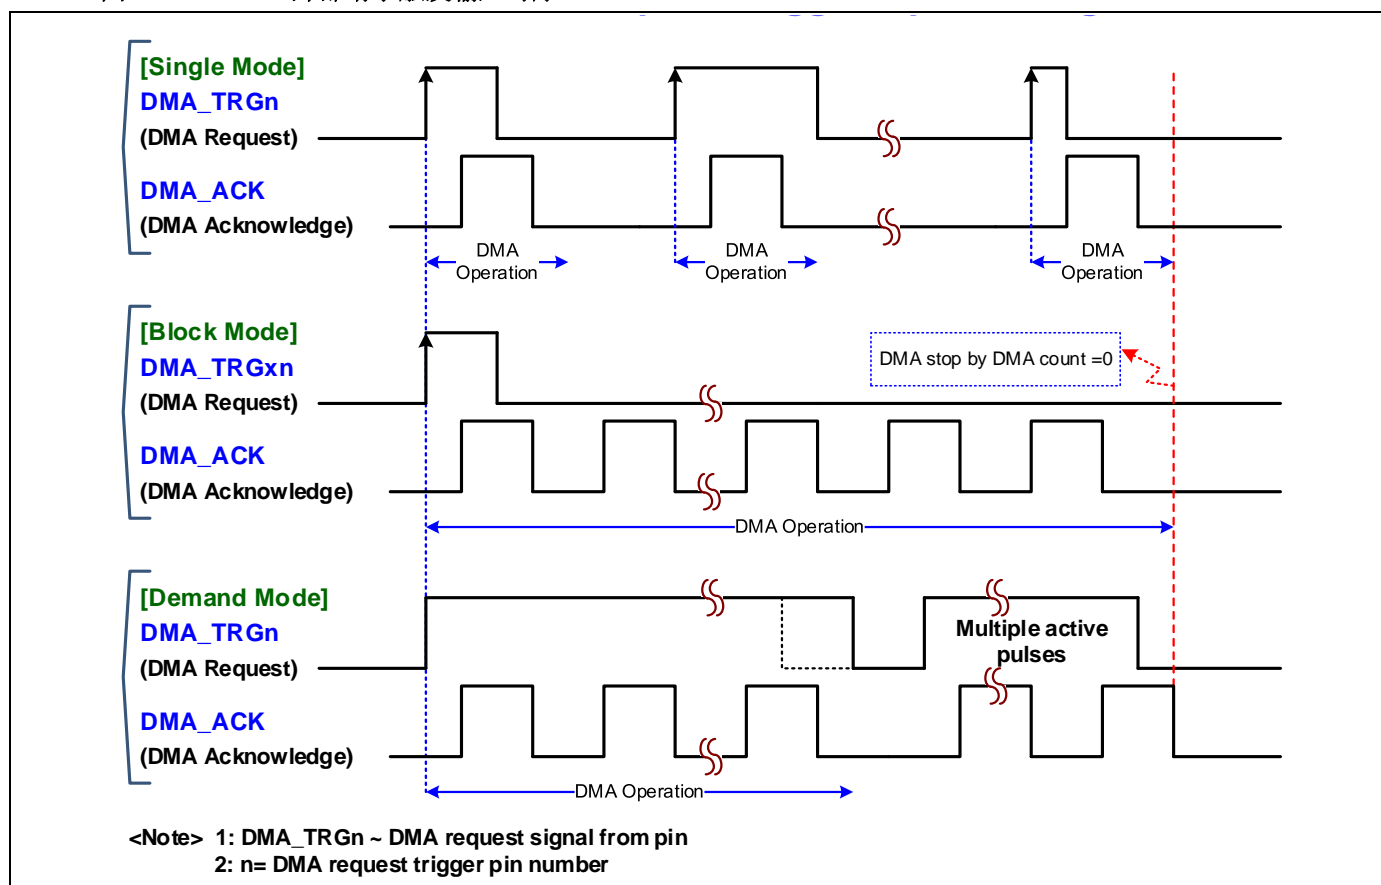 [Single Mode]
DMA_TRGn
(DMA Request)
DMA_ACK
(DMA Acknowledge)
DMA
Operation
DMA
Operation
DMA
Operation
[Block Mode]
DMA_TRGxn
(DMA Request)
DMA stop by DMA count =0
DMA_ACK
(DMA Acknowledge)
DMA Operation
[Demand Mode]
DMA_TRGn
(DMA Request)
Multiple active
pulses
DMA_ACK
(DMA Acknowledge)
DMA Operation
<Note> 1: DMA_TRGn ~ DMA request signal from pin
2: n= DMA request trigger pin number